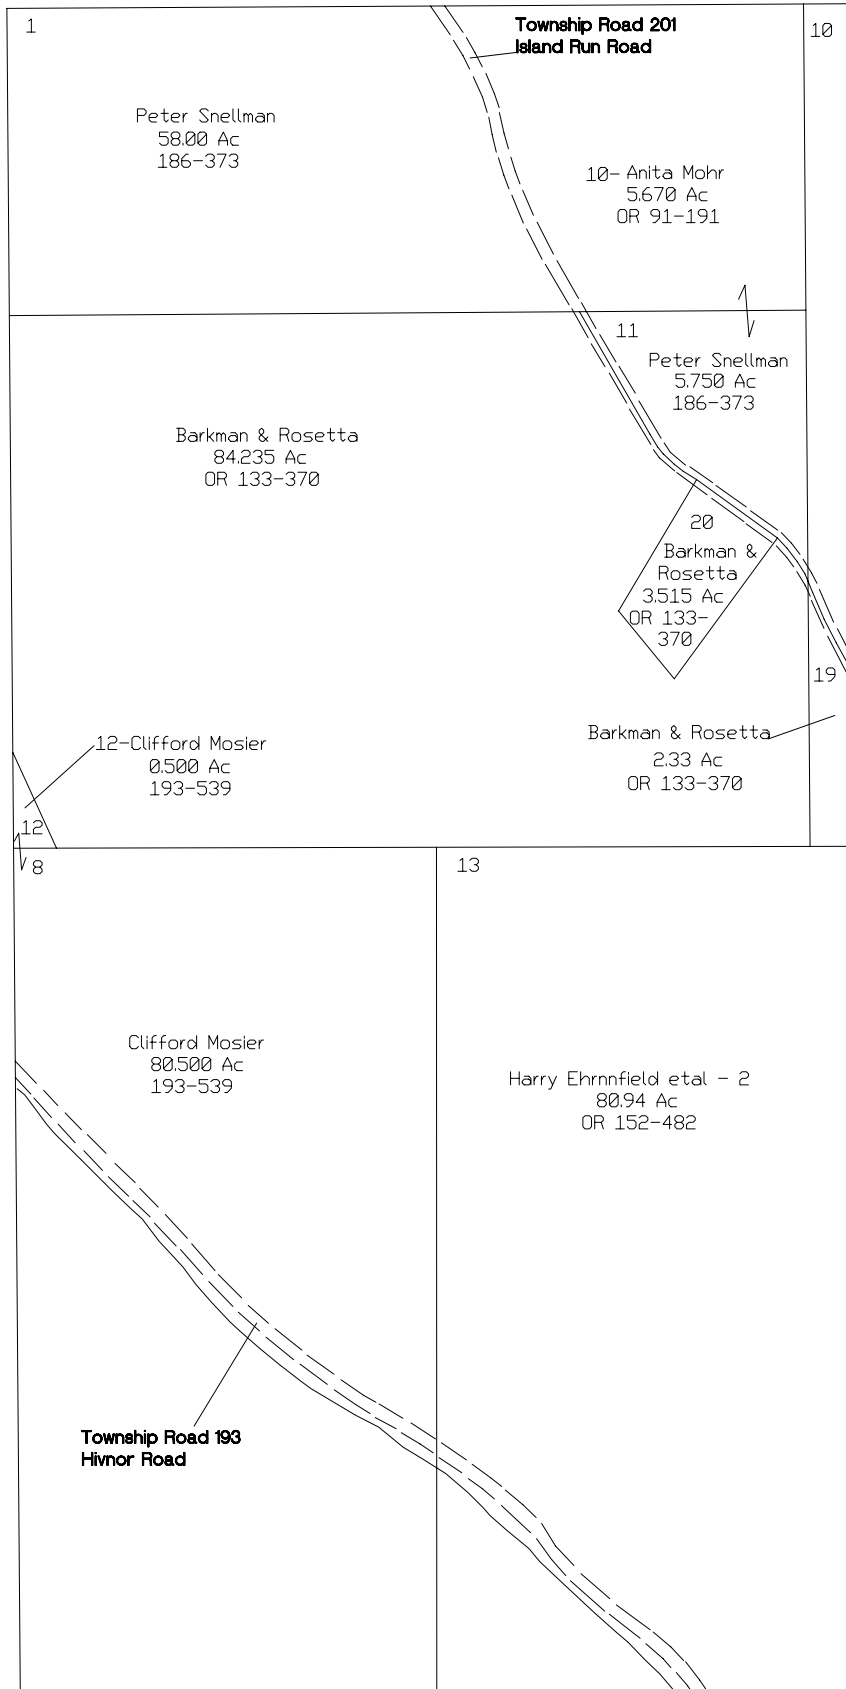 1
Township Road 201
Island Run Road
10
Peter Snellman
58.00 Ac
186-373
10- Anita Mohr
5.670 Ac
OR 91-191
11
Peter Snellman
5.750 Ac
186-373
Barkman & Rosetta
84.235 Ac
OR 133-370
20
Barkman &
Rosetta
3.515 Ac
OR 133-
370
19
Barkman & Rosetta
2.33 Ac
OR 133-370
12-Clifford Mosier
0.500 Ac
193-539
12
8
13
Clifford Mosier
80.500 Ac
193-539
Harry Ehrnnfield etal - 2
80.94 Ac
OR 152-482
Township Road 193
Hivnor Road